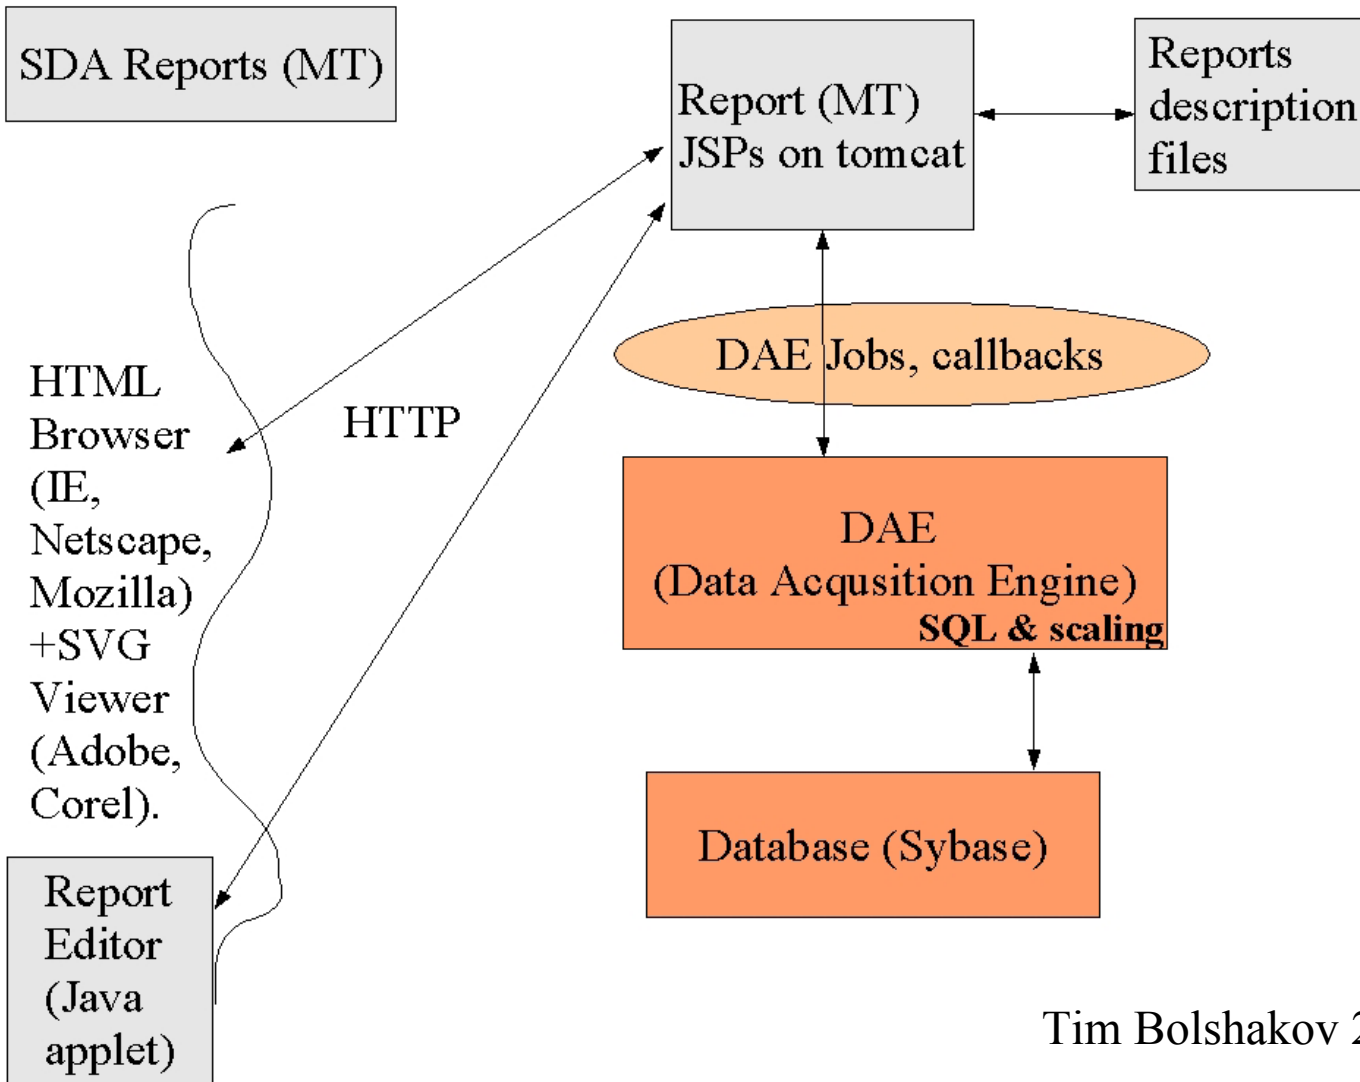 SDA Reports (MT)
Report (MT)
JSPs on tomcat
Reports
description
files
DAE Jobs, callbacks
HTTP
HTML
Browser
(IE,
Netscape,
Mozilla)
+SVG
Viewer
(Adobe,
Corel).
DAE
(Data Acqusition Engine)
SQL & scaling
Database (Sybase)
Report
Editor
(Java
applet)
Tim Bolshakov 2